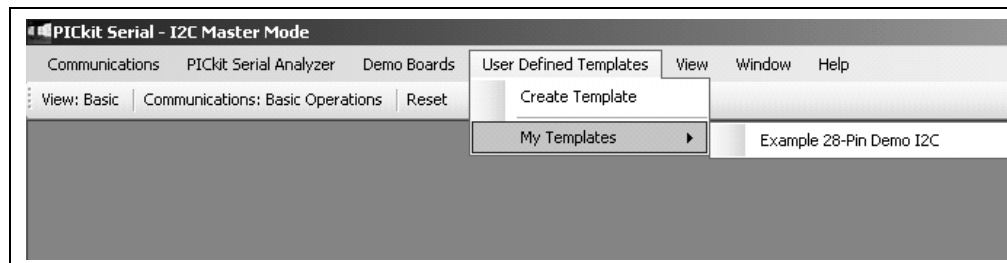 PICkit Serial - I2C Master Mode
Communications PICkit Serial Analyzer Demo Boards User Defined Templates View Window Help
View: Basic Communications: Basic Operations Reset
Create Template
My Templates
Example 28-Pin Demo I2C